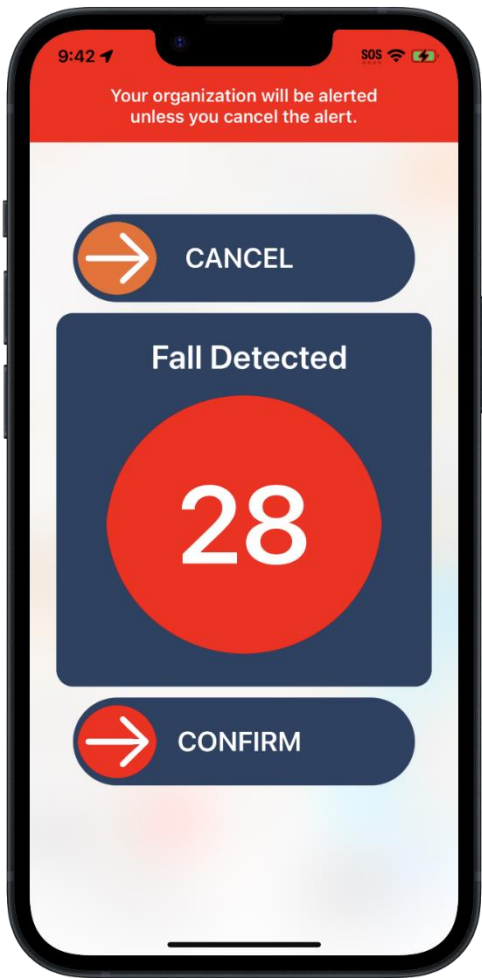 9:42
SOS
Your organization will be alerted
unless you cancel the alert.
CANCEL
Fall Detected
28
CONFIRM